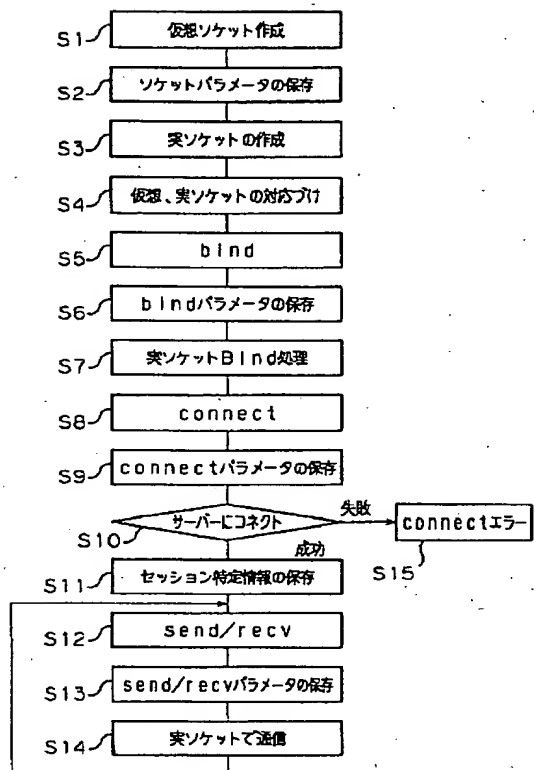 S1 仮想ソケット作成
S2 ソケットパラメータの保存
S3 実ソケットの作成
S4 仮想、実ソケットの対応づけ
S5 bind
S6 bindパラメータの保存
S7 実ソケットBind処理
S8 connect
S9 connectパラメータの保存
S10 サーバーにコネクト 失敗 connectエラー
S15
成功
S11 セッション特定情報の保存
S12 send/recv
S13 send/recvパラメータの保存
S14 実ソケットで通信